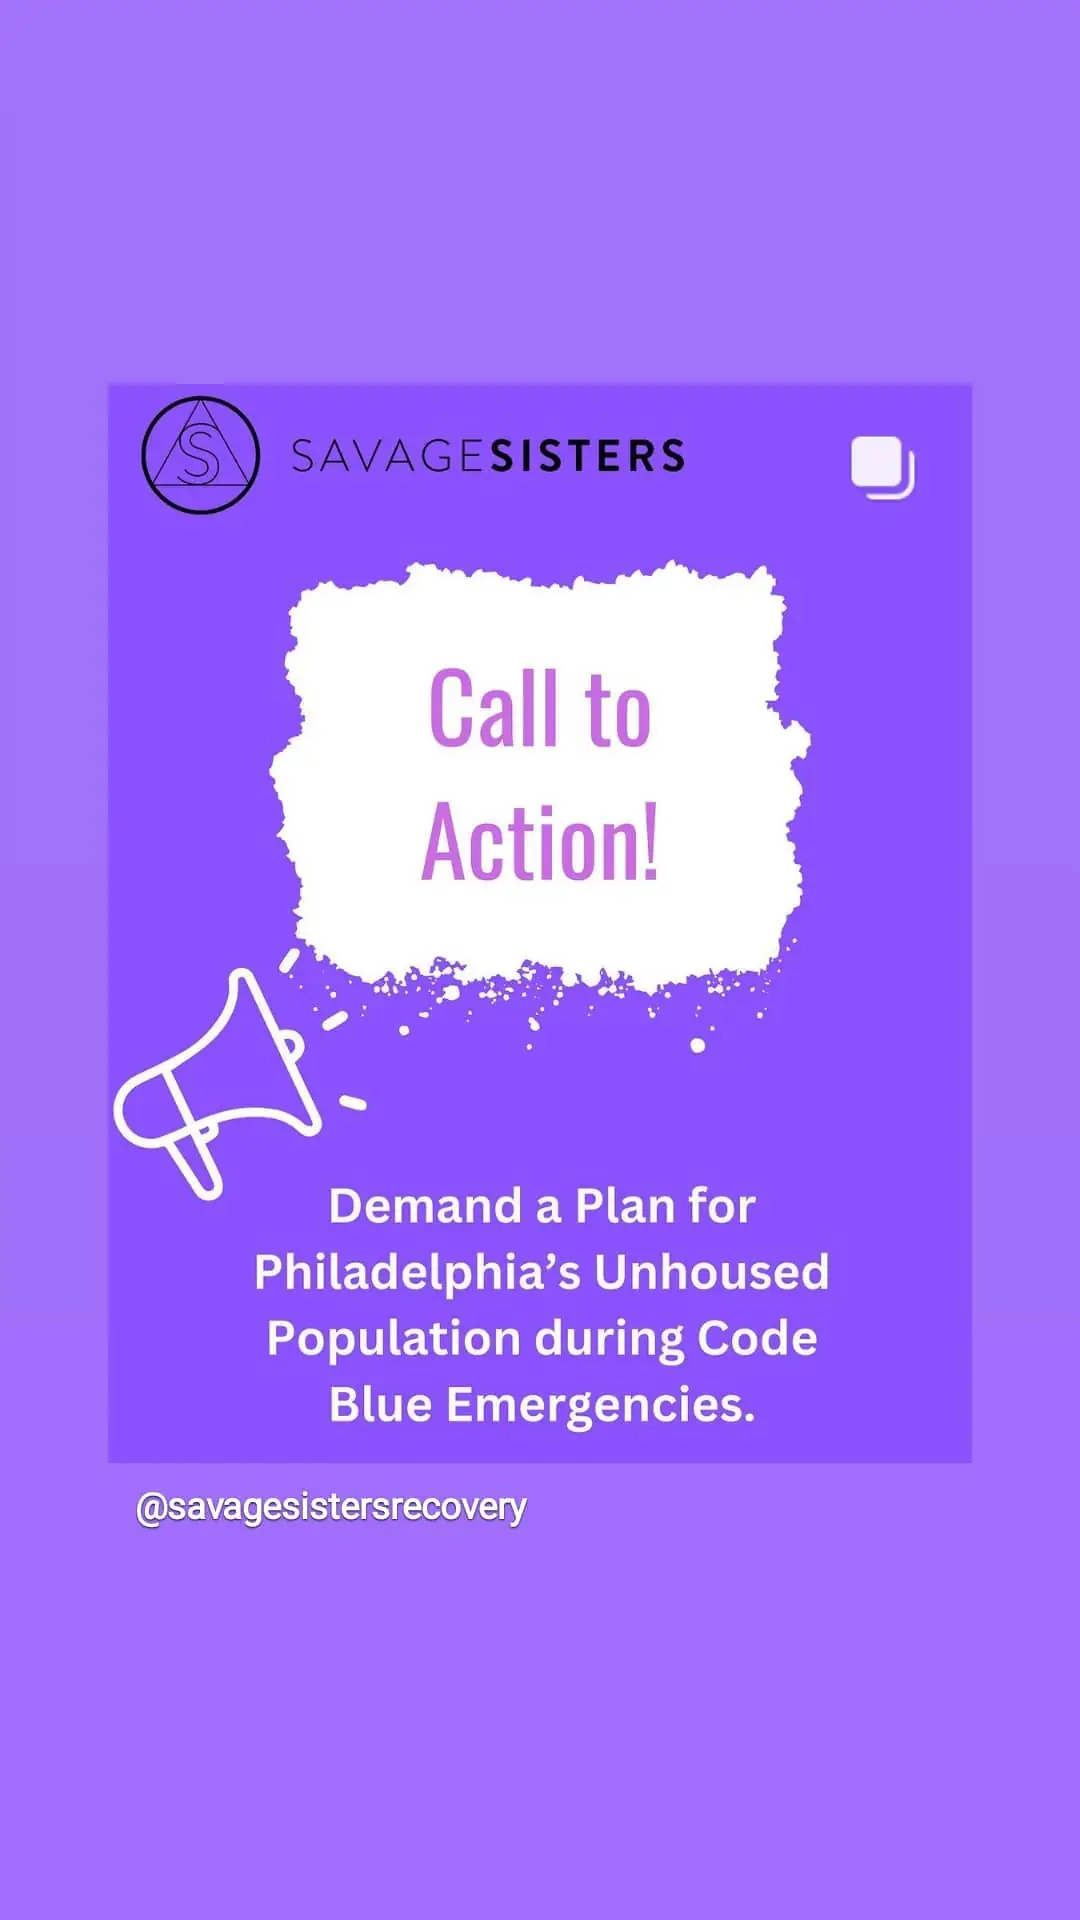 SAVAGESISTERS
Call to
Action!
Demand a Plan for
Philadelphia’s Unhoused
Population during Code
Blue Emergencies.
@savagesistersrecovery